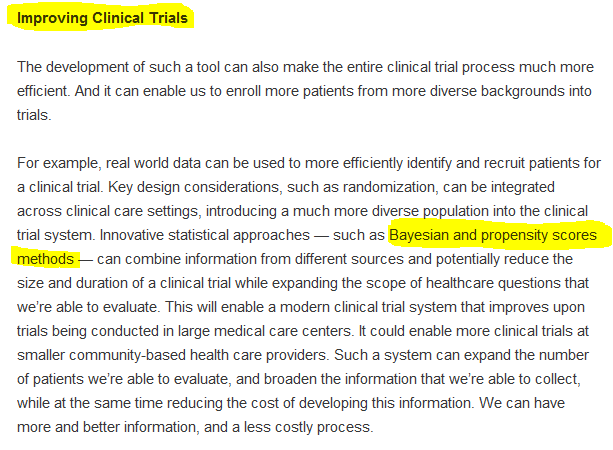 Improving Clinical Trials
The development of such a tool can also make the entire clinical trial process much more
efficient. And it can enable us to enroll more patients from more diverse backgrounds into
trials.
For example, real world data can be used to more efficiently identify and recruit patients for
a clinical trial. Key design considerations, such as randomization, can be integrated
across clinical care settings, introducing a much more diverse population into the clinical
trial system. Innovative statistical approaches — such as Bayesian and propensity scores
methods — can combine information from different sources and potentially reduce the
size and duration of a clinical trial while expanding the scope of healthcare questions that
we’re able to evaluate. This will enable a modern clinical trial system that improves upon
trials being conducted in large medical care centers. It could enable more clinical trials at
smaller community-based health care providers. Such a system can expand the number
of patients we’re able to evaluate, and broaden the information that we’re able to collect,
while at the same time reducing the cost of developing this information. We can have
more and better information, and a less costly process.